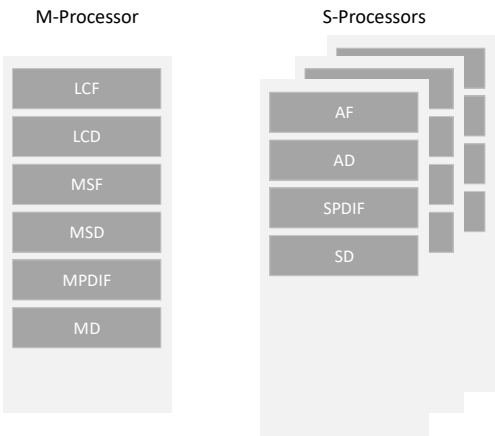 M-Processor
S-Processors
LCF
LCD
MSF
MSD
MPDIF
MD
AF
AD
SPDIF
SD